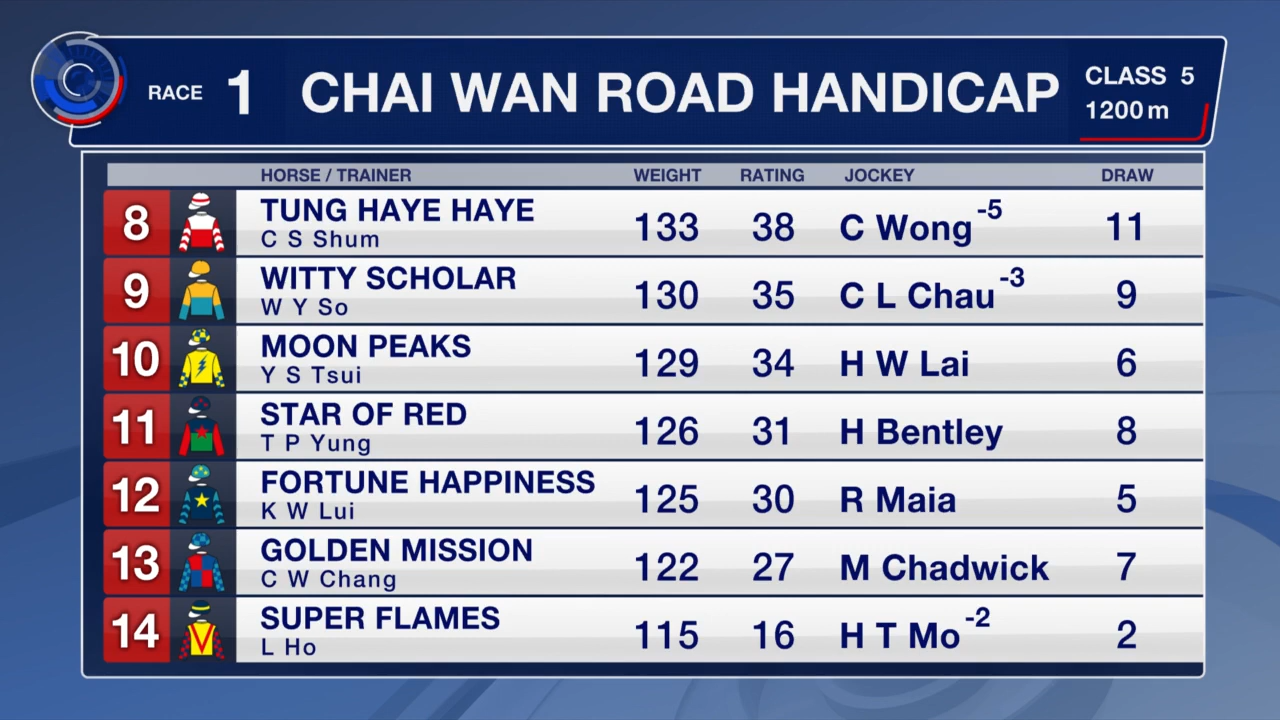 RACE 1 CHAI WAN ROAD HANDICAP CLASS 5
1200m
HORSE / TRAINER WEIGHT RATING JOCKEY DRAW
8 TUNG HAYE HAYE 133 38 C Wong -5 11
C S Shum
9 WITTY SCHOLAR 130 35 C L Chau -3 9
W Y So
10 MOON PEAKS 129 34 H W Lai 6
Y S Tsui
11 STAR OF RED 126 31 H Bentley 8
T P Yung
12 FORTUNE HAPPINESS 125 30 R Maia 5
K W Lui
13 GOLDEN MISSION 122 27 M Chadwick 7
C W Chang
14 SUPER FLAMES 115 16 H T Mo -2 2
L Ho